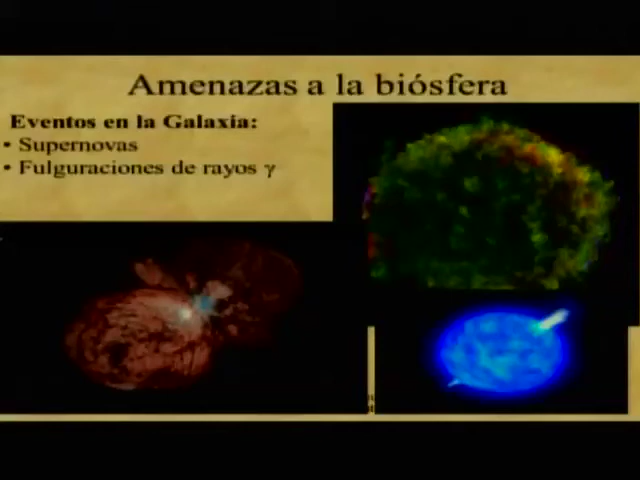 Amenazas a la biósfera
Eventos en la Galaxia:
• Supernovas
• Fulguraciones de rayos γ